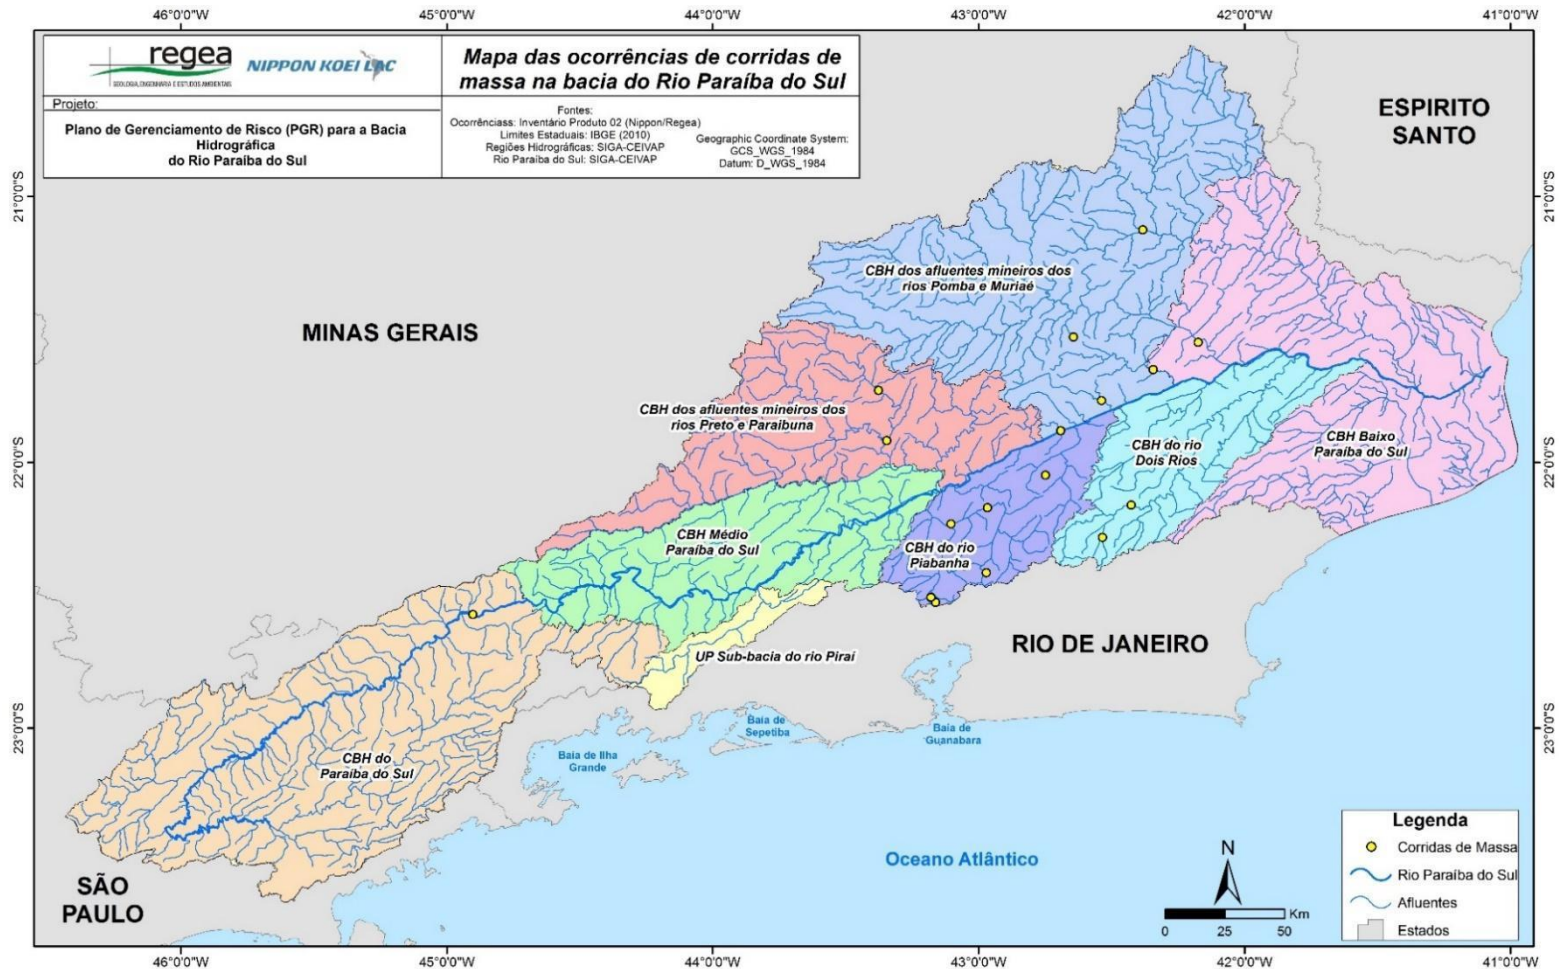 46°0'0"W
45°0'0"W
44°0'0"W
43°0'0"W
42°0'0"W
41°0'0"W
regea
GEOLOGIA, ENGENHARIA E ESTUDOS AMBIENTAIS
NIPPON KOEI LAC
Mapa das ocorrências de corridas de
massa na bacia do Rio Paraíba do Sul
Projeto:
Plano de Gerenciamento de Risco (PGR) para a Bacia
Hidrográfica
do Rio Paraíba do Sul
Fontes:
Ocorrênciass: Inventário Produto 02 (Nippon/Regea)
Limites Estaduais: IBGE (2010)
Regiões Hidrográficas: SIGA-CEIVAP
Rio Paraíba do Sul: SIGA-CEIVAP
Geographic Coordinate System:
GCS_WGS_1984
Datum: D_WGS_1984
ESPIRITO
SANTO
21°0'0"S
21°0'0"S
CBH dos afluentes mineiros dos
rios Pomba e Muriaé
MINAS GERAIS
CBH dos afluentes mineiros dos
rios Preto e Paraibuna
CBH do rio
Dois Rios
CBH Baixo
Paraíba do Sul
22°0'0"S
22°0'0"S
CBH Médio
Paraíba do Sul
CBH do rio
Piabanha
RIO DE JANEIRO
UP Sub-bacia do rio Piraí
23°0'0"S
23°0'0"S
Baia de
Sepetiba
Baia de
Guanabara
CBH do
Paraíba do Sul
Baia de Ilha
Grande
Oceano Atlântico
SÃO
PAULO
N
Km
0 25 50
Legenda
Corridas de Massa
Rio Paraíba do Sul
Afluentes
Estados
46°0'0"W
45°0'0"W
44°0'0"W
43°0'0"W
42°0'0"W
41°0'0"W